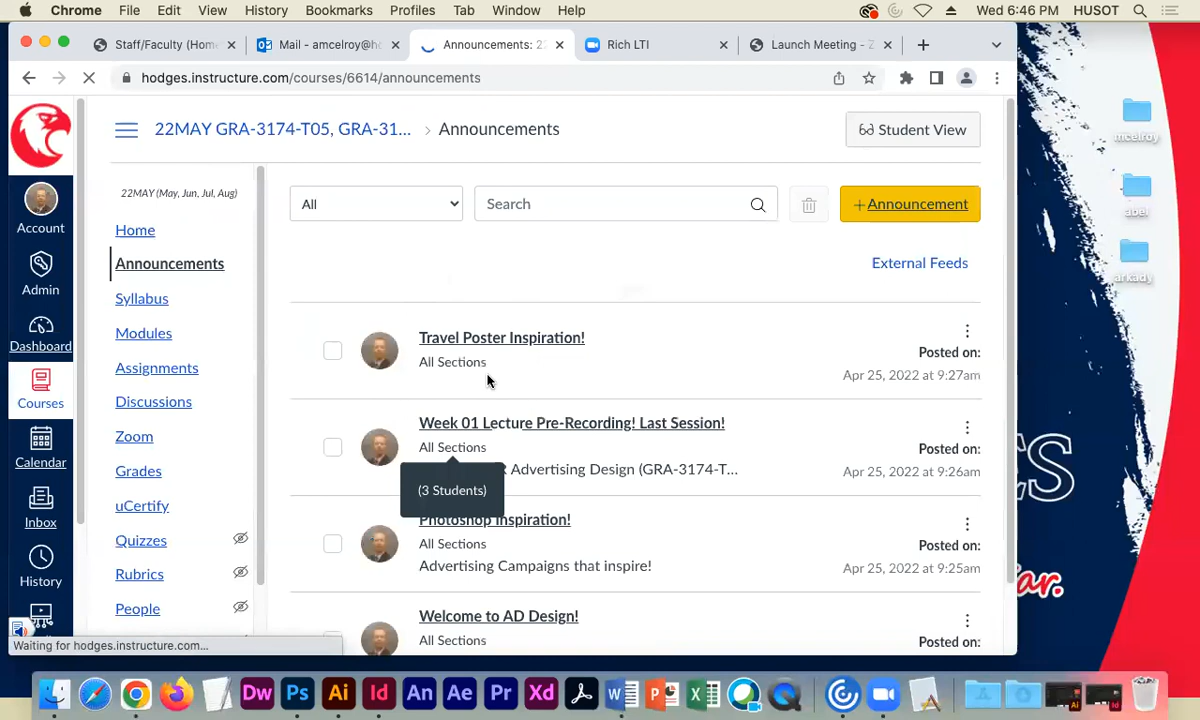 Chrome File Edit View History Bookmarks Profiles Tab Window Help Wed 6:46 PM HUSOT
Staff/Faculty (Hom Mail - amcelroy@ho Announcements: 22 Rich LTI Launch Meeting - Z
hodges.instructure.com/courses/6614/announcements
22MAY GRA-3174-T05, GRA-31... › Announcements
Student View
22MAY (May, Jun, Jul, Aug)
Home
Announcements
Syllabus
Modules
Assignments
Discussions
Zoom
Grades
uCertify
Quizzes
Rubrics
People
Account
Admin
Dashboard
Courses
Calendar
Inbox
History
All
Search
+Announcement
External Feeds
Travel Poster Inspiration!
All Sections
Posted on:
Apr 25, 2022 at 9:27am
Week 01 Lecture Pre-Recording! Last Session!
All Sections
Posted on:
R Advertising Design (GRA-3174-T...
Apr 25, 2022 at 9:26am
(3 Students)
Photoshop Inspiration!
All Sections
Posted on:
Advertising Campaigns that inspire!
Apr 25, 2022 at 9:25am
Welcome to AD Design!
All Sections
Posted on:
Waiting for hodges.instructure.com...
mcelroy
abel
arkady
Dw Ps Ai Id An Ae Pr Xd